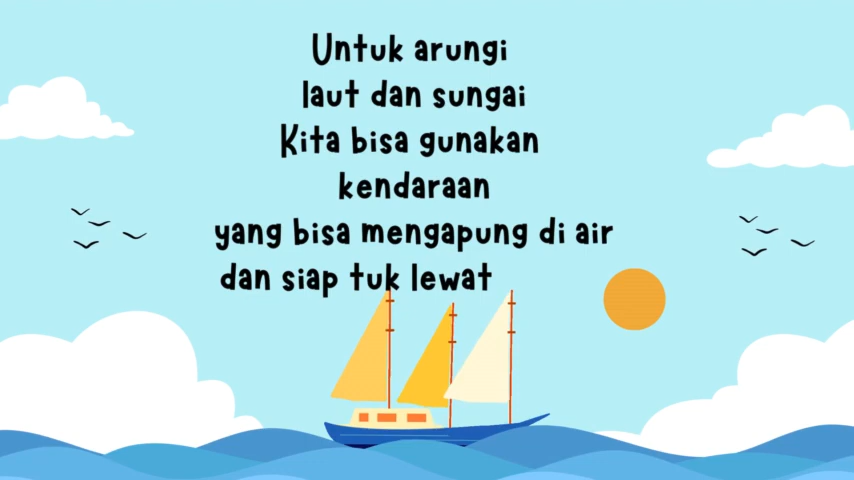 Untuk arungi
laut dan sungai
Kita bisa gunakan
kendaraan
yang bisa mengapung di air
dan siap tuk lewat